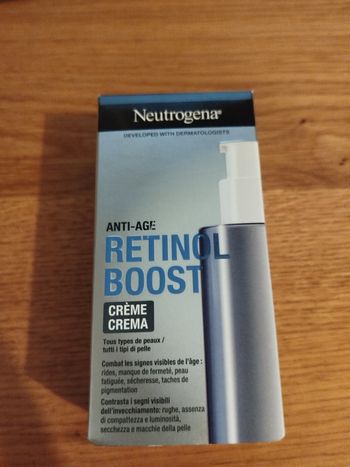 Neutrogena®
DEVELOPED WITH DERMATOLOGISTS
ANTI-AGE
RETINOL
BOOST
CRÈME
CREMA
Tous types de peaux /
tutti i tipi di pelle
Combat les signes visibles de l'âge :
rides, manque de fermeté, peau
fatiguée, sécheresse, taches de
pigmentation
Contrasta i segni visibili
dell'invecchiamento: rughe, assenza
di compattezza e luminosità,
secchezza e macchie della pelle